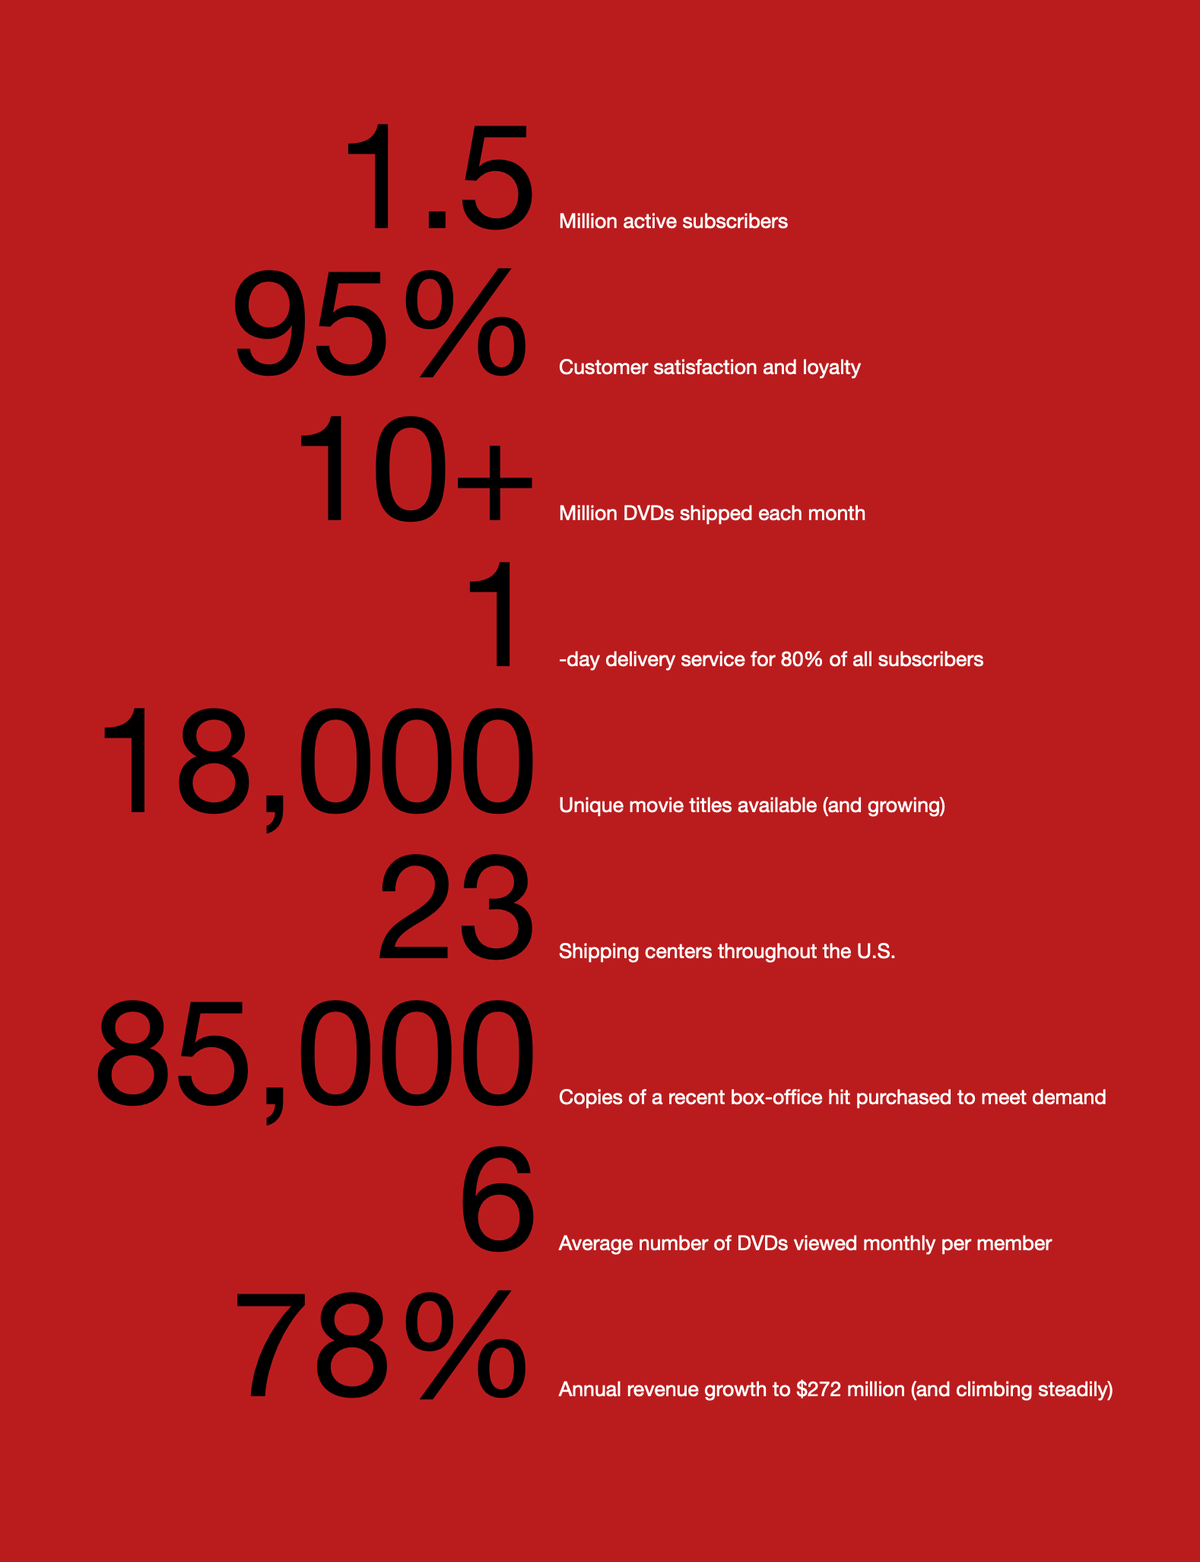 1.5 Million active subscribers
95% Customer satisfaction and loyalty
10+ Million DVDs shipped each month
1 -day delivery service for 80% of all subscribers
18,000 Unique movie titles available (and growing)
23 Shipping centers throughout the U.S.
85,000 Copies of a recent box-office hit purchased to meet demand
6 Average number of DVDs viewed monthly per member
78% Annual revenue growth to $272 million (and climbing steadily)